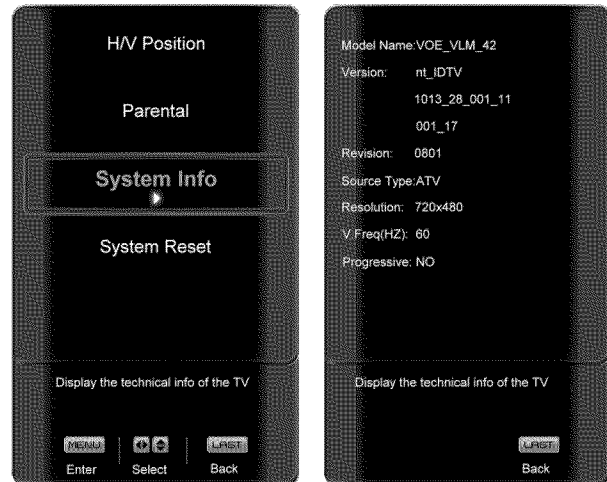 H/V Position
Parental
System Info
System Reset
Display the technical info of the TV
MENU LAST
Enter Select Back
Model Name:VOE_VLM_42
Version: nt_IDTV
1013_28_001_11
001_17
Revision: 0801
Source Type:ATV
Resolution: 720x480
V.Freq(HZ): 60
Progressive: NO
Display the technical info of the TV
LAST
Back